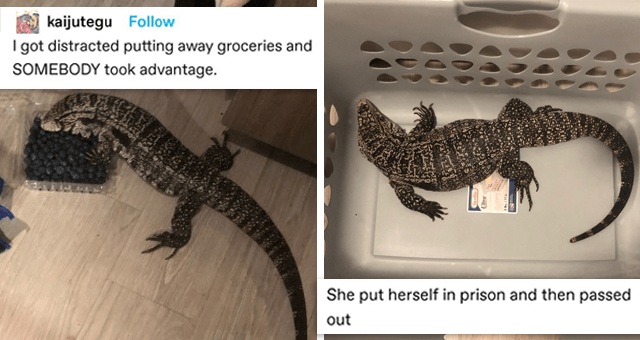 kaijutegu Follow
I got distracted putting away groceries and
SOMEBODY took advantage.
She put herself in prison and then passed
out